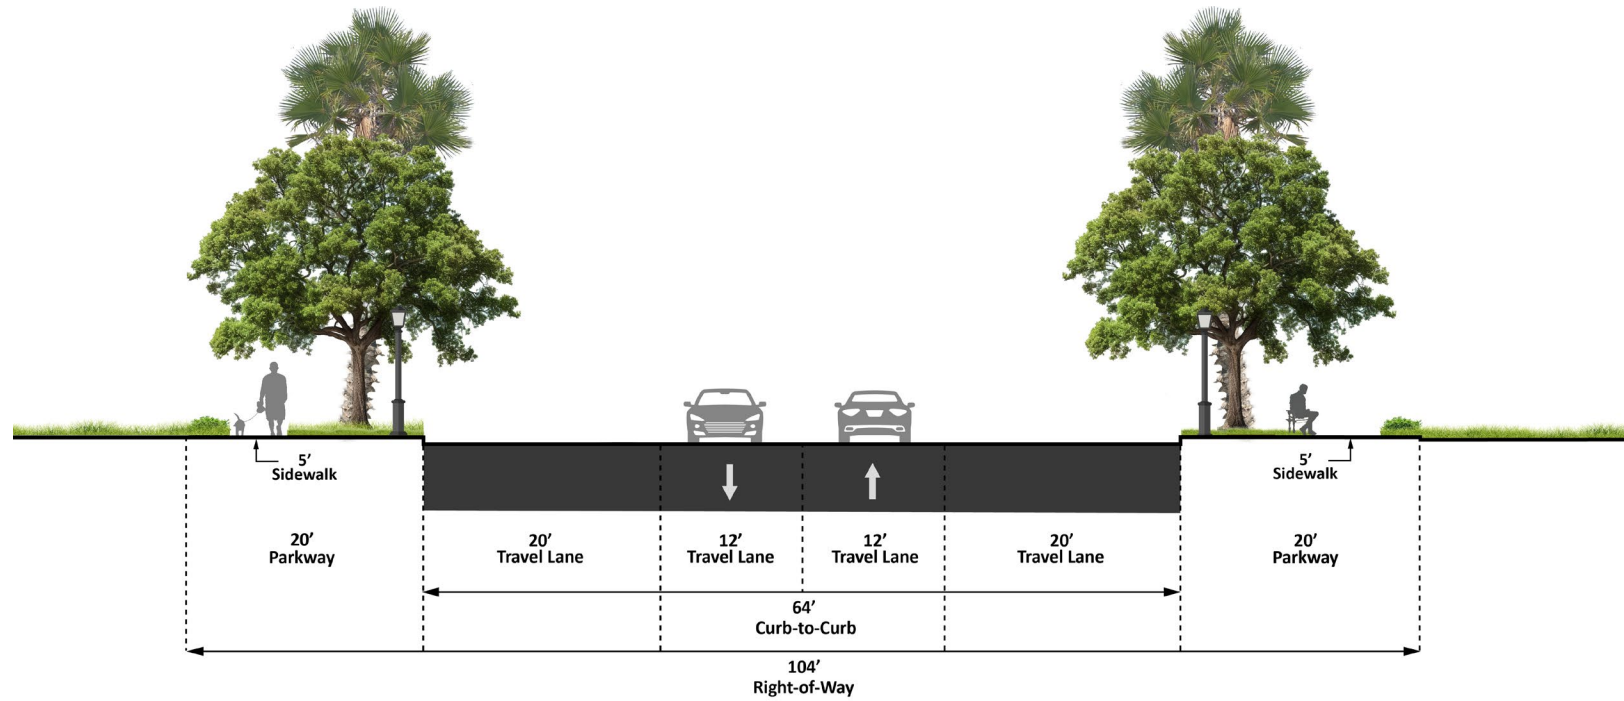 5’
Sidewalk
5’
Sidewalk
20’
Parkway
20’
Travel Lane
12’
Travel Lane
12’
Travel Lane
20’
Travel Lane
20’
Parkway
64’
Curb-to-Curb
104’
Right-of-Way